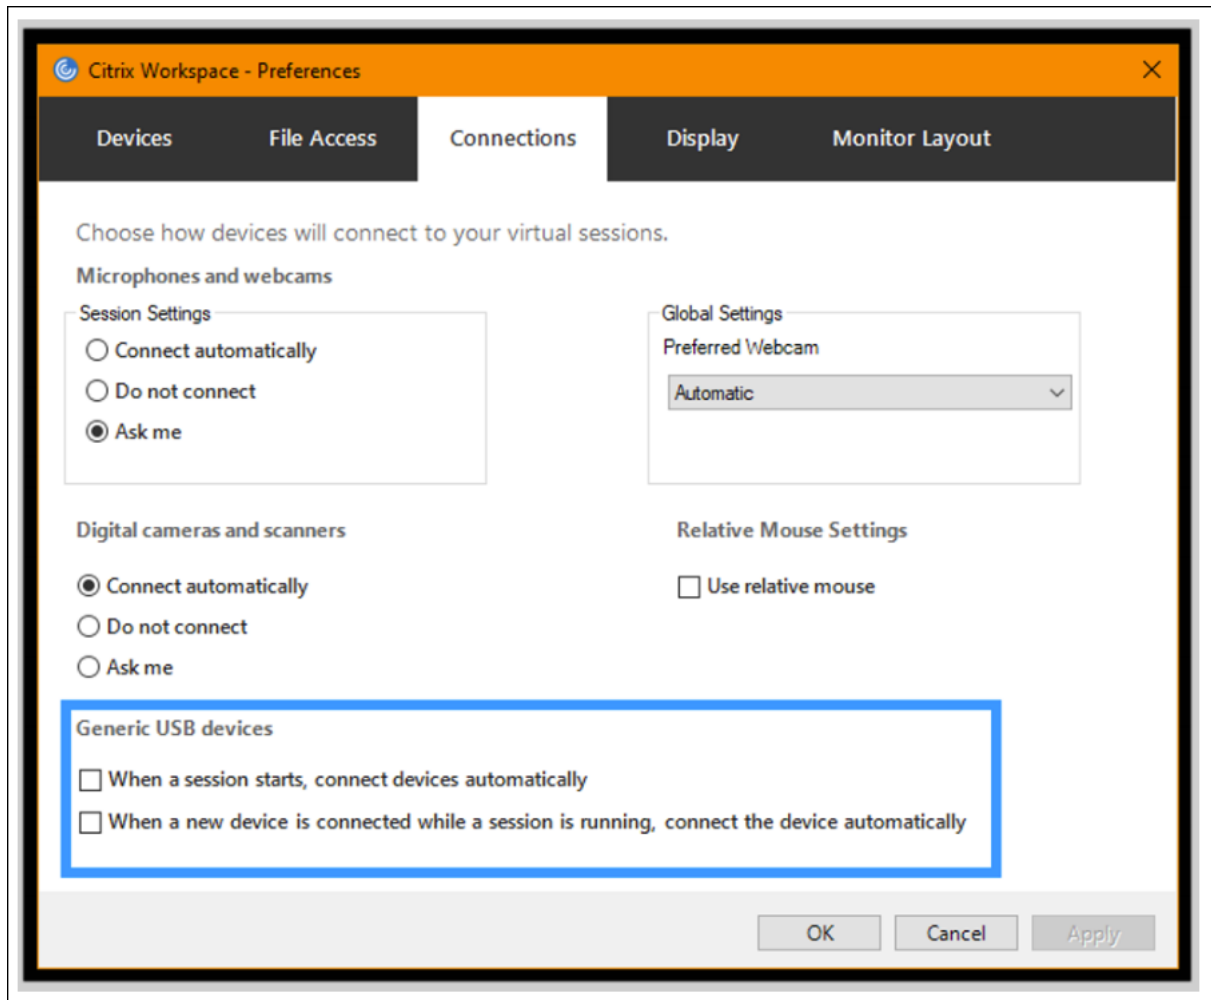 Citrix Workspace - Preferences
Devices
File Access
Connections
Display
Monitor Layout
Choose how devices will connect to your virtual sessions.
Microphones and webcams
Session Settings
Connect automatically
Do not connect
Ask me
Global Settings
Preferred Webcam
Automatic
Digital cameras and scanners
Connect automatically
Do not connect
Ask me
Relative Mouse Settings
Use relative mouse
Generic USB devices
When a session starts, connect devices automatically
When a new device is connected while a session is running, connect the device automatically
OK
Cancel
Apply